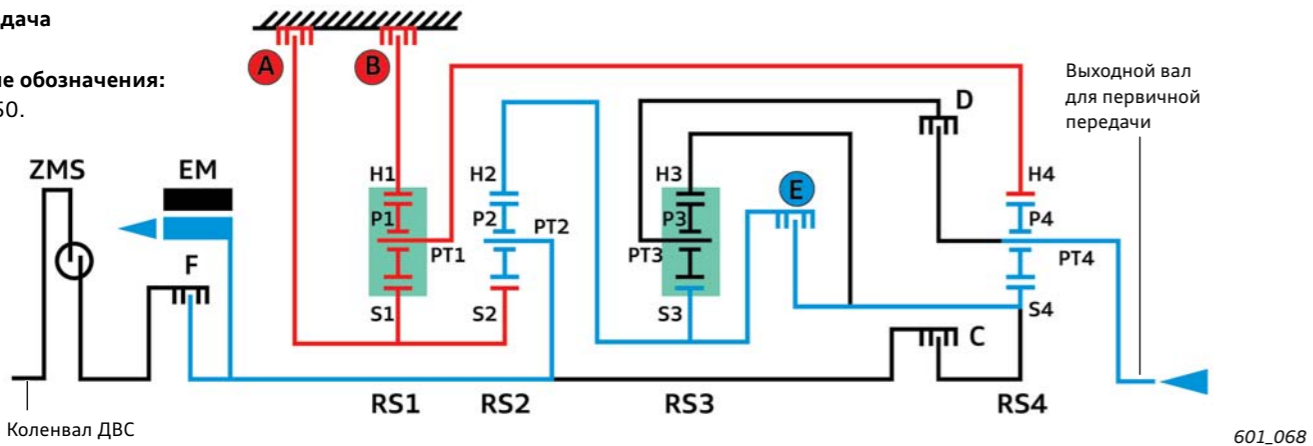 дача
е обозначения:
50.
A
B
D
Выходной вал
для первичной
передачи
ZMS
EM
H1
H2
H3
E
H4
P1
P2
PT2
P3
P4
F
PT1
PT3
PT4
S1
S2
S3
S4
C
RS1
RS2
RS3
RS4
Коленвал ДВС
601_068